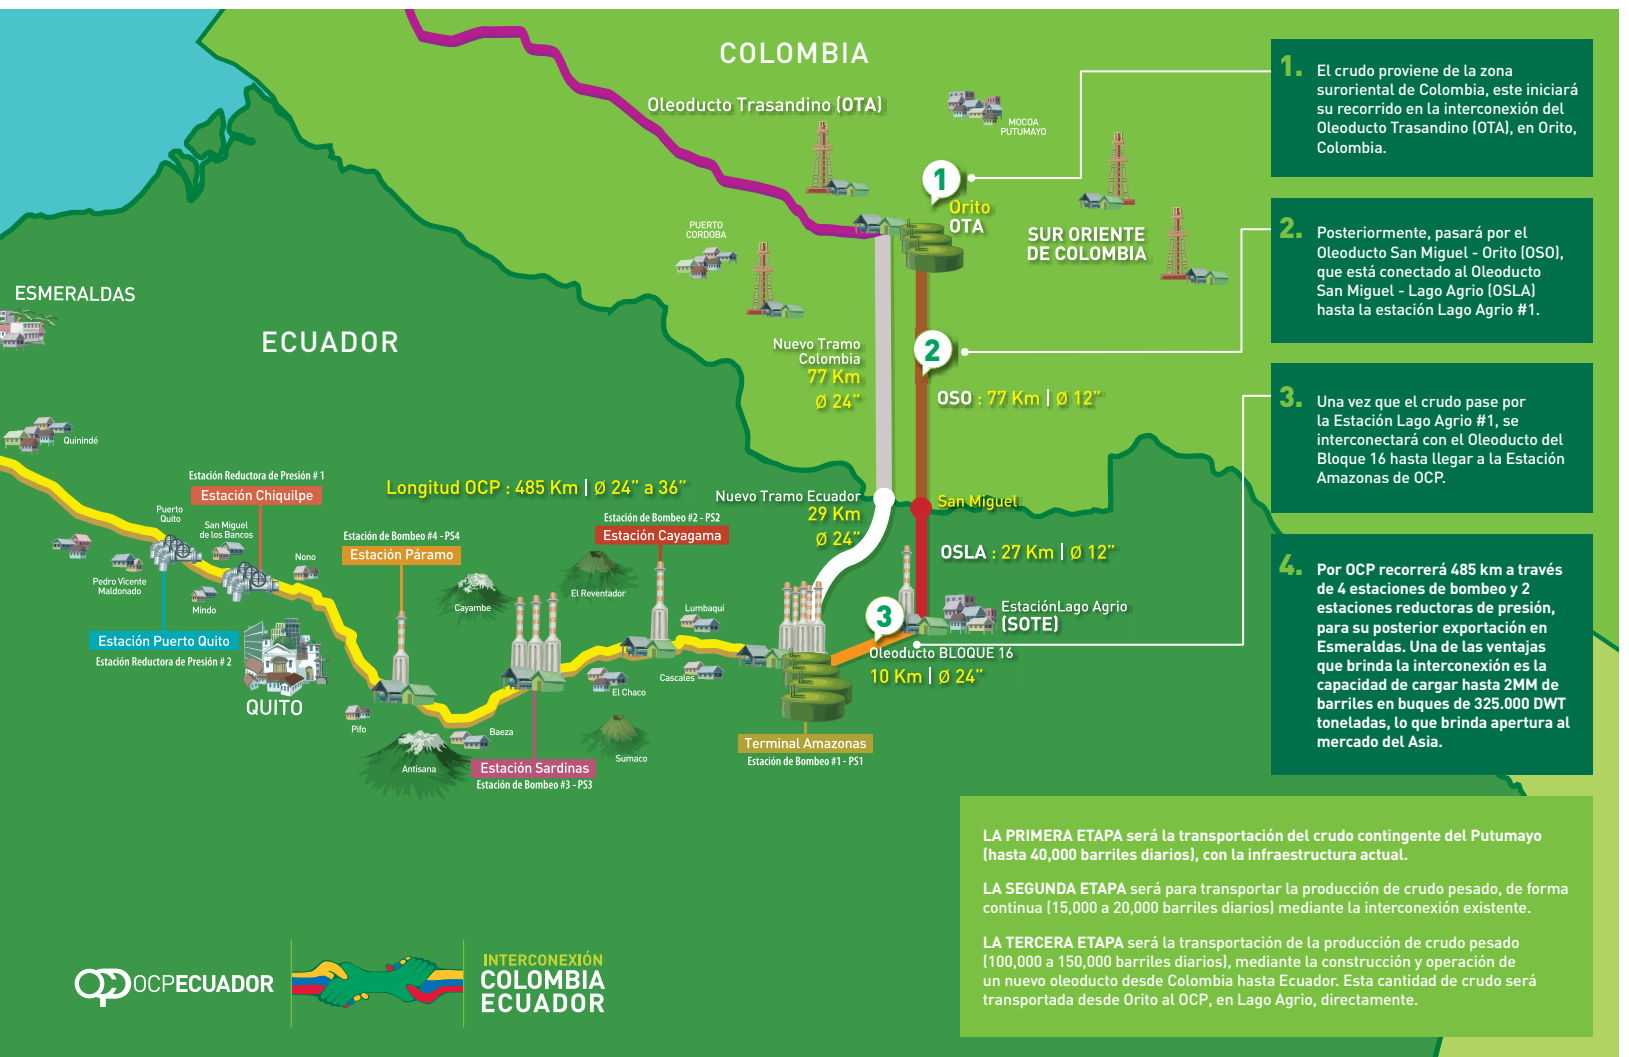 COLOMBIA
Oleoducto Trasandino (OTA)
MOCOA
PUTUMAYO
1
Orito
OTA
PUERTO
CORDOBA
SUR ORIENTE
DE COLOMBIA
ESMERALDAS
ECUADOR
Nuevo Tramo
Colombia
77 Km
Ø 24”
2
OSO : 77 Km | Ø 12”
Quinindé
Estación Reductora de Presión # 1
Estación Chiquilpe
Longitud OCP : 485 Km | Ø 24” a 36”
Nuevo Tramo Ecuador
29 Km
Ø 24”
San Miguel
Puerto
Quito
San Miguel
de los Bancos
Estación de Bombeo #4 - PS4
Estación Páramo
Estación de Bombeo #2 - PS2
Estación Cayagama
OSLA : 27 Km | Ø 12”
Nono
Pedro Vicente
Maldonado
Mindo
Cayambe
El Reventador
Lumbaqui
3
EstaciónLago Agrio
(SOTE)
Estación Puerto Quito
Estación Reductora de Presión # 2
Oleoducto BLOQUE 16
10 Km | Ø 24”
QUITO
Cascales
El Chaco
Pifo
Baeza
Antisana
Sumaco
Estación Sardinas
Estación de Bombeo #3 - PS3
Terminal Amazonas
Estación de Bombeo #1 - PS1
1.
El crudo proviene de la zona
suroriental de Colombia, este iniciará
su recorrido en la interconexión del
Oleoducto Trasandino (OTA), en Orito,
Colombia.
2.
Posteriormente, pasará por el
Oleoducto San Miguel - Orito (OSO),
que está conectado al Oleoducto
San Miguel - Lago Agrio (OSLA)
hasta la estación Lago Agrio #1.
3.
Una vez que el crudo pase por
la Estación Lago Agrio #1, se
interconectará con el Oleoducto del
Bloque 16 hasta llegar a la Estación
Amazonas de OCP.
4.
Por OCP recorrerá 485 km a través
de 4 estaciones de bombeo y 2
estaciones reductoras de presión,
para su posterior exportación en
Esmeraldas. Una de las ventajas
que brinda la interconexión es la
capacidad de cargar hasta 2MM de
barriles en buques de 325.000 DWT
toneladas, lo que brinda apertura al
mercado del Asia.
LA PRIMERA ETAPA será la transportación del crudo contingente del Putumayo
(hasta 40,000 barriles diarios), con la infraestructura actual.
LA SEGUNDA ETAPA será para transportar la producción de crudo pesado, de forma
continua (15,000 a 20,000 barriles diarios) mediante la interconexión existente.
LA TERCERA ETAPA será la transportación de la producción de crudo pesado
(100,000 a 150,000 barriles diarios), mediante la construcción y operación de
un nuevo oleoducto desde Colombia hasta Ecuador. Esta cantidad de crudo será
transportada desde Orito al OCP, en Lago Agrio, directamente.
OCPECUADOR
INTERCONEXIÓN
COLOMBIA
ECUADOR